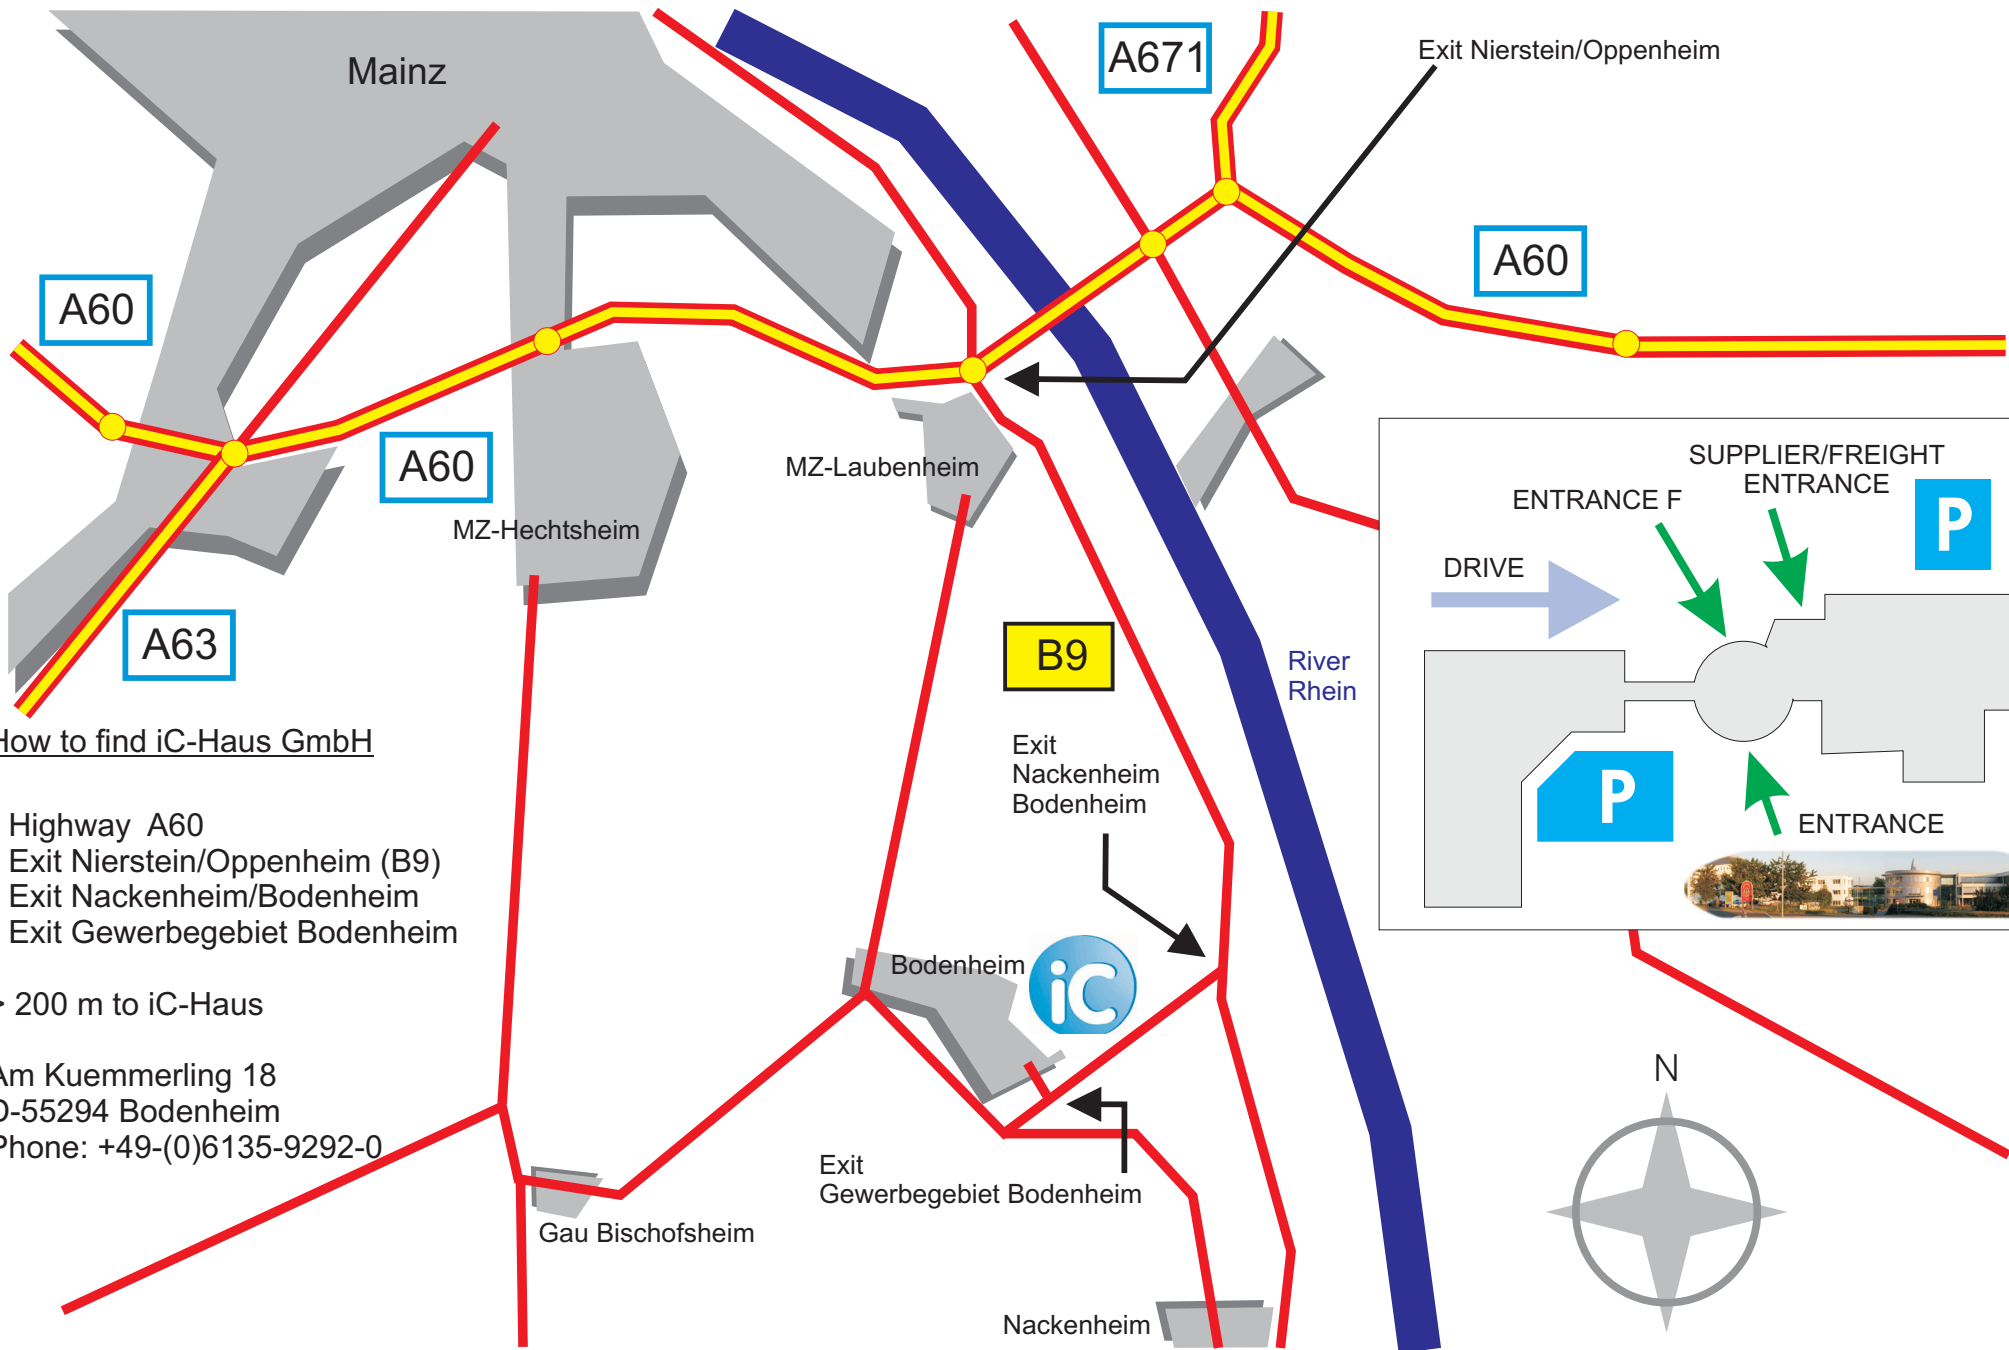 Mainz
A671
Exit Nierstein/Oppenheim
A60
A60
A60
MZ-Laubenheim
MZ-Hechtsheim
A63
B9
River
Rhein
SUPPLIER/FREIGHT
ENTRANCE
ENTRANCE F
P
DRIVE
P
ENTRANCE
How to find iC-Haus GmbH
Highway A60
Exit Nierstein/Oppenheim (B9)
Exit Nackenheim/Bodenheim
Exit Gewerbegebiet Bodenheim
> 200 m to iC-Haus
Am Kuemmerling 18
D-55294 Bodenheim
Phone: +49-(0)6135-9292-0
Exit
Nackenheim
Bodenheim
Bodenheim
iC
Exit
Gewerbegebiet Bodenheim
Gau Bischofsheim
Nackenheim
N